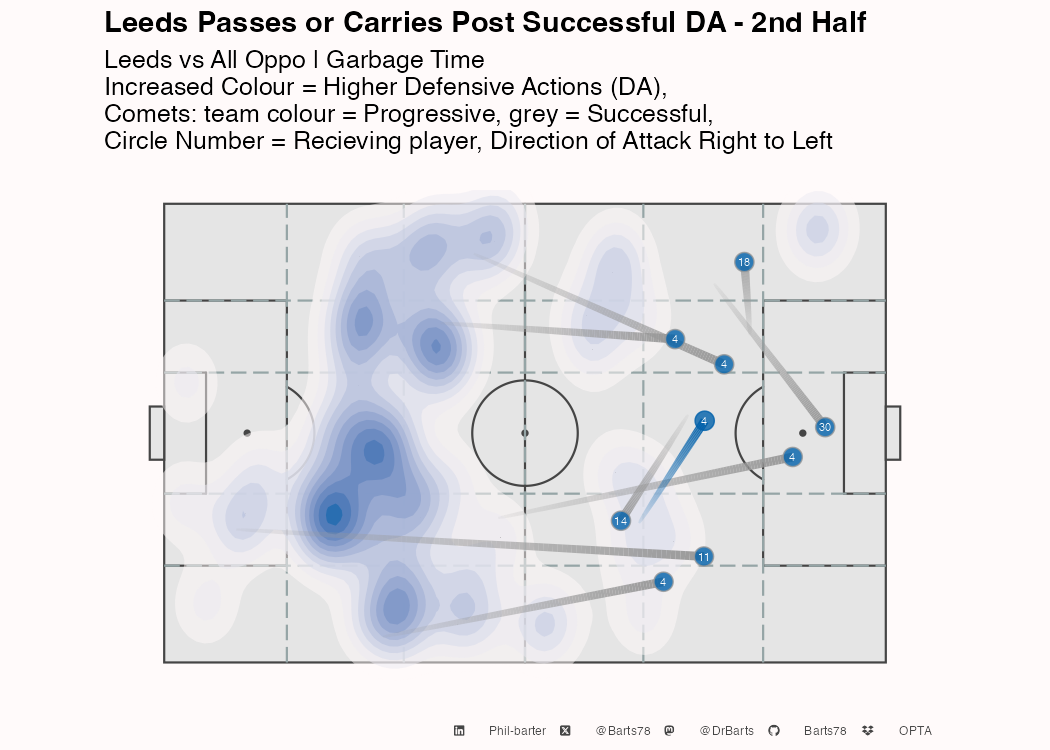 Leeds Passes or Carries Post Successful DA - 2nd Half
Leeds vs All Oppo | Garbage Time
Increased Colour = Higher Defensive Actions (DA),
Comets: team colour = Progressive, grey = Successful,
Circle Number = Recieving player, Direction of Attack Right to Left
18
4
4
4
30
4
14
11
4
Phil-barter @Barts78 @DrBarts Barts78 OPTA